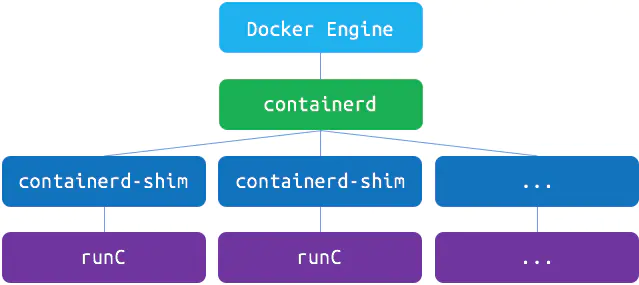 Docker Engine
containerd
containerd-shim containerd-shim ...
runC runC ...